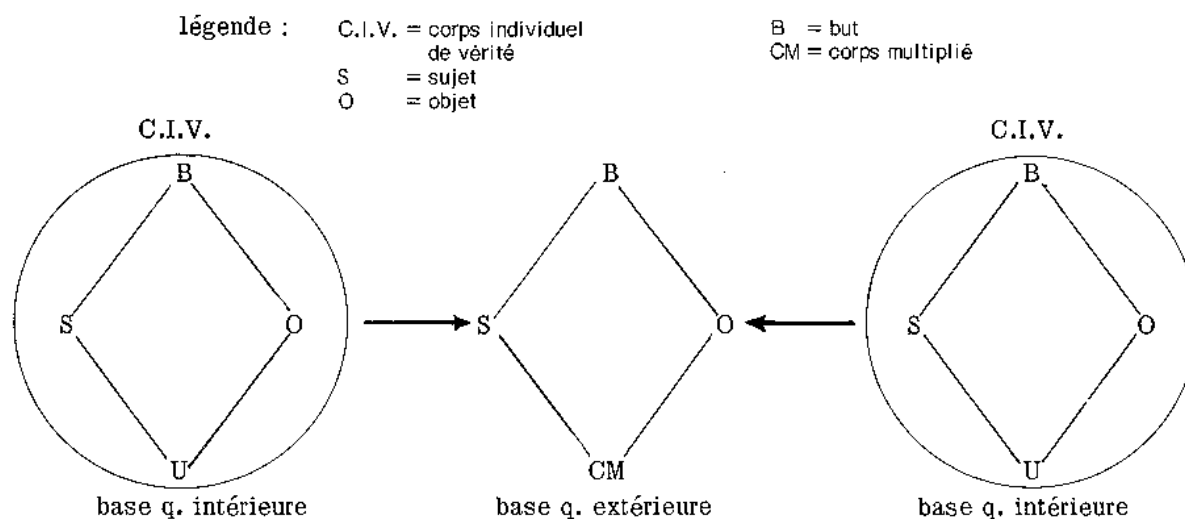 légende :
C.I.V. = corps individuel
de vérité
S = sujet
O = objet
B = but
CM = corps multiplié
C.I.V.
B
S
O
U
base q. intérieure
B
S
O
CM
base q. extérieure
C.I.V.
B
S
O
U
base q. intérieure